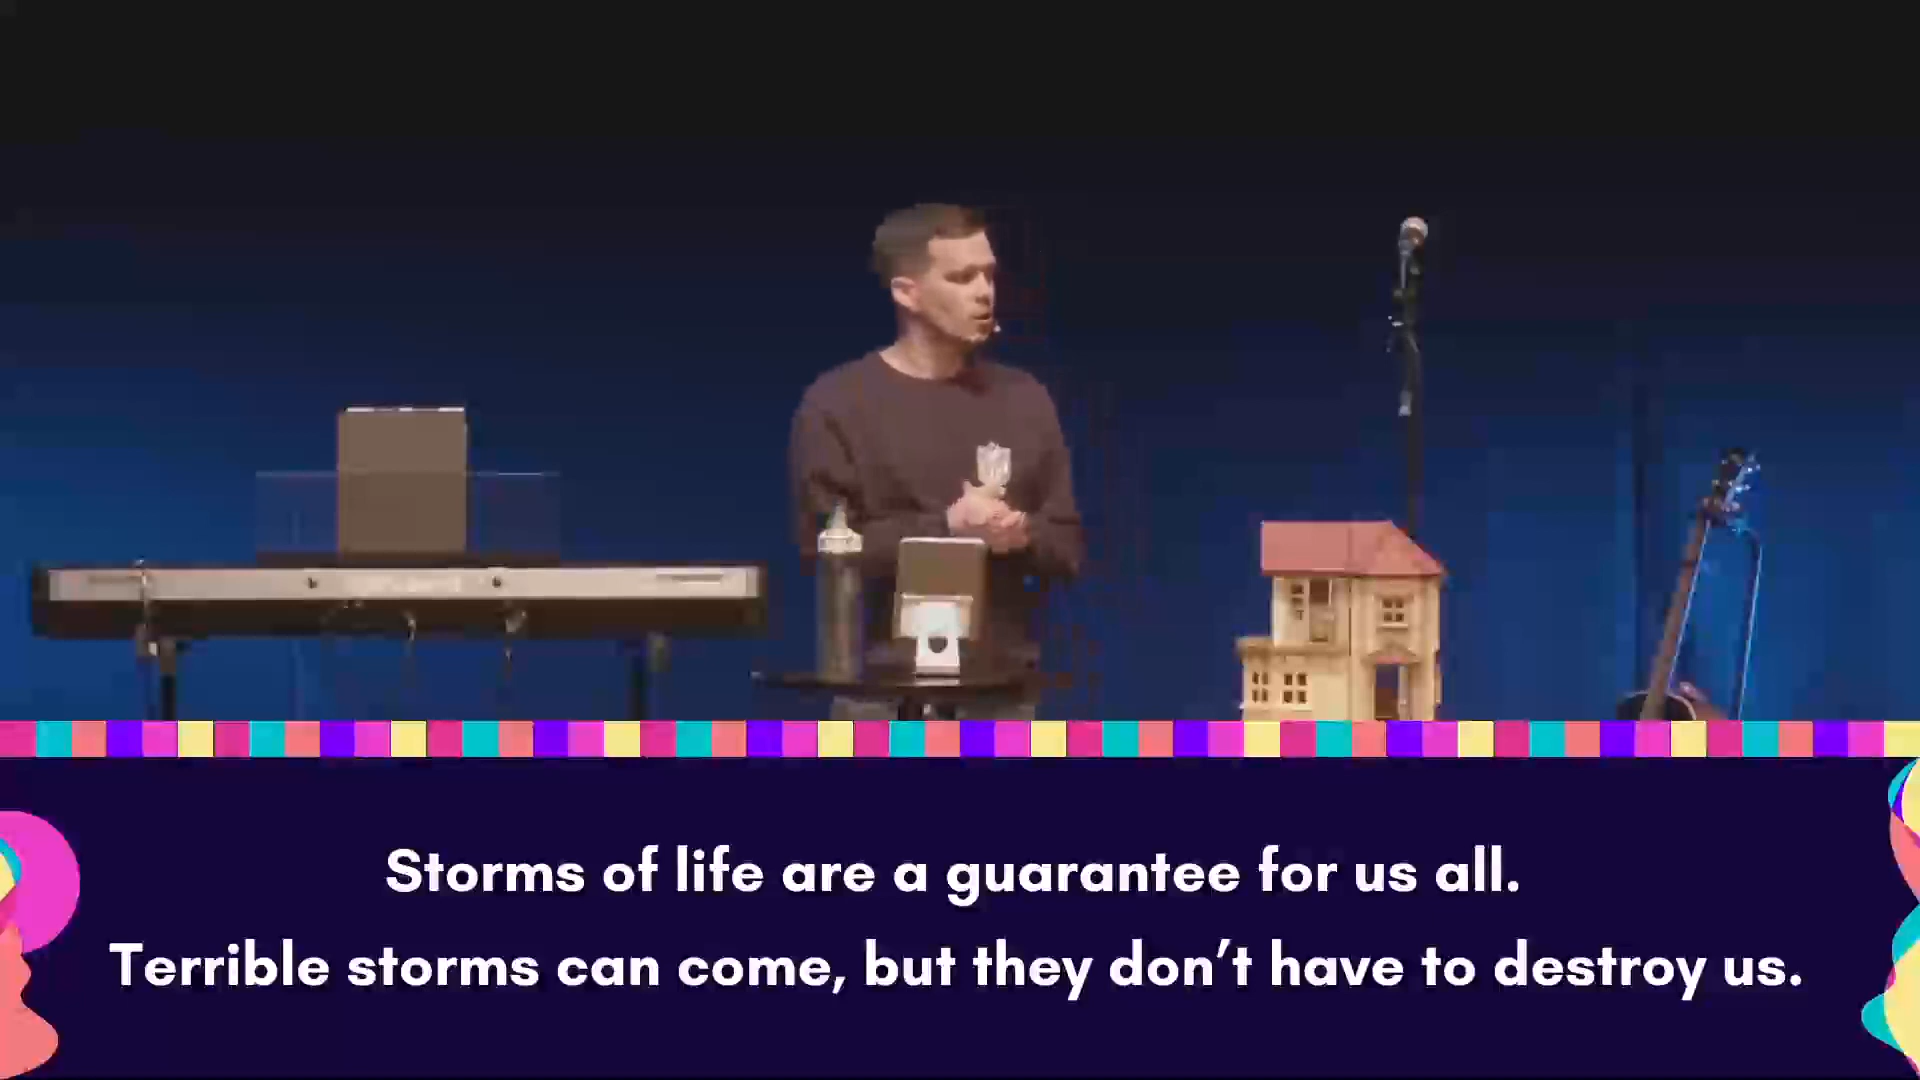 Storms of life are a guarantee for us all.
Terrible storms can come, but they don’t have to destroy us.